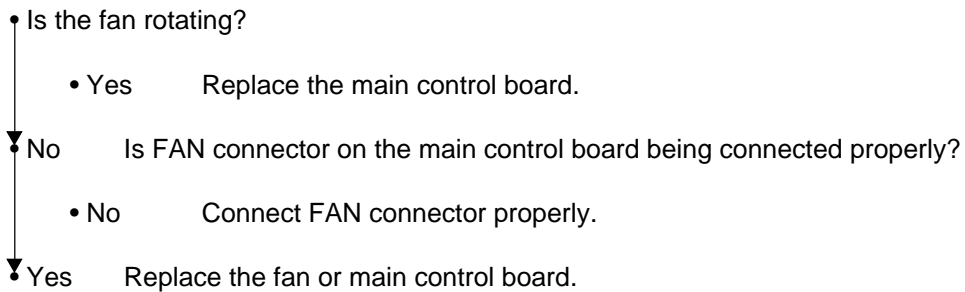 • Is the fan rotating?
• Yes Replace the main control board.
• No Is FAN connector on the main control board being connected properly?
• No Connect FAN connector properly.
• Yes Replace the fan or main control board.